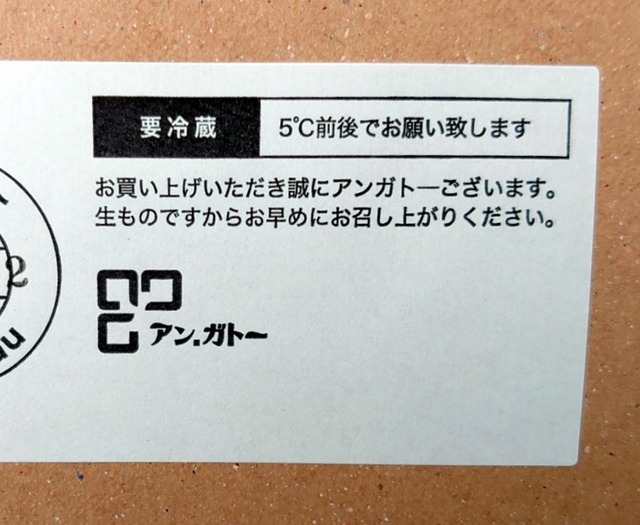 要冷蔵 5℃前後でお願い致します
お買い上げいただき誠にアンガトーございます。
生ものですからお早めにお召し上がりください。
アン.ガトー
2